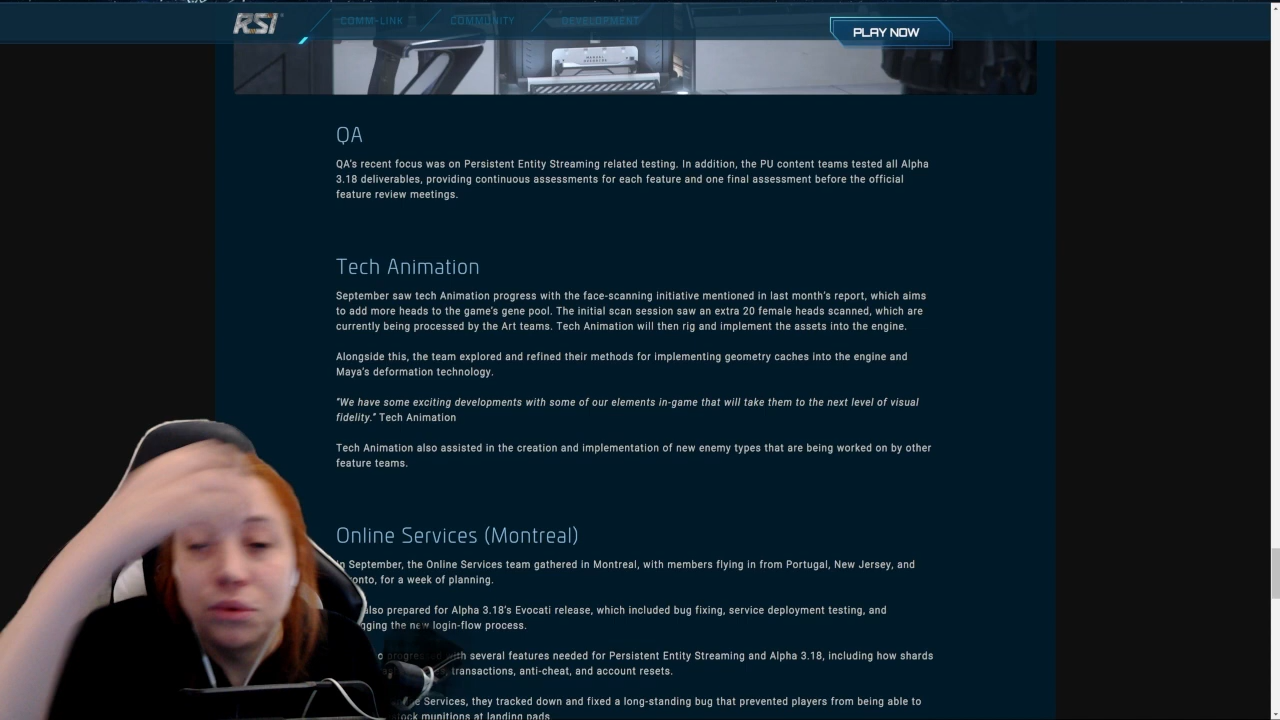 RSI
COMM-LINK
COMMUNITY
DEVELOPMENT
PLAY NOW
QA
QA's recent focus was on Persistent Entity Streaming related testing. In addition, the PU content teams tested all Alpha
3.18 deliverables, providing continuous assessments for each feature and one final assessment before the official
feature review meetings.
Tech Animation
September saw tech Animation progress with the face-scanning initiative mentioned in last month's report, which aims
to add more heads to the game's gene pool. The initial scan session saw an extra 20 female heads scanned, which are
currently being processed by the Art teams. Tech Animation will then rig and implement the assets into the engine.
Alongside this, the team explored and refined their methods for implementing geometry caches into the engine and
Maya's deformation technology.
"We have some exciting developments with some of our elements in-game that will take them to the next level of visual
fidelity." Tech Animation
Tech Animation also assisted in the creation and implementation of new enemy types that are being worked on by other
feature teams.
Online Services (Montreal)
In September, the Online Services team gathered in Montreal, with members flying in from Portugal, New Jersey, and
for a week of planning.
also prepared for Alpha 3.18's Evocati release, which included bug fixing, service deployment testing, and
the new login-flow process.
with several features needed for Persistent Entity Streaming and Alpha 3.18, including how shards
transactions, anti-cheat, and account resets.
Services, they tracked down and fixed a long-standing bug that prevented players from being able to
munitions at landing pads.